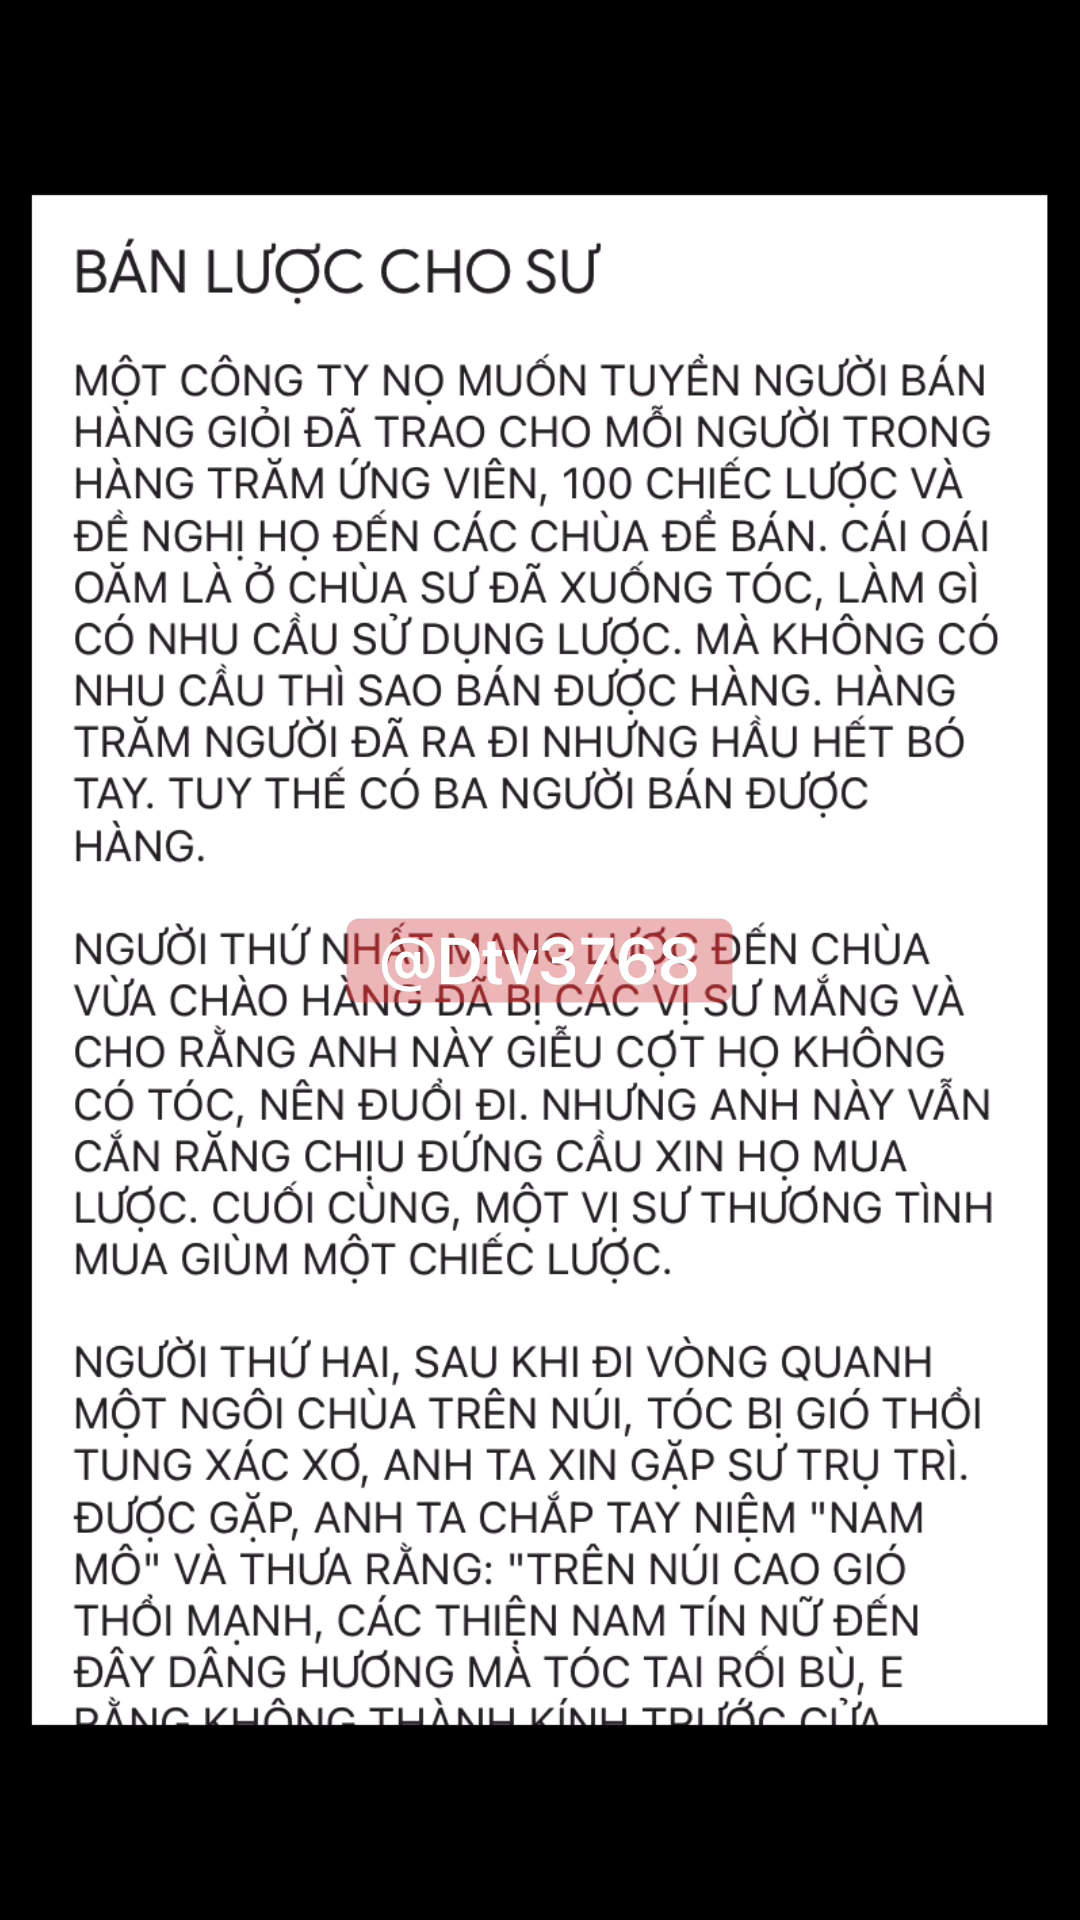 BÁN LƯỢC CHO SƯ
MỘT CÔNG TY NỌ MUỐN TUYỂN NGƯỜI BÁN
HÀNG GIỎI ĐÃ TRAO CHO MỖI NGƯỜI TRONG
HÀNG TRĂM ỨNG VIÊN, 100 CHIẾC LƯỢC VÀ
ĐỀ NGHỊ HỌ ĐẾN CÁC CHÙA ĐỂ BÁN. CÁI OÁI
OĂM LÀ Ở CHÙA SƯ ĐÃ XUỐNG TÓC, LÀM GÌ
CÓ NHU CẦU SỬ DỤNG LƯỢC. MÀ KHÔNG CÓ
NHU CẦU THÌ SAO BÁN ĐƯỢC HÀNG. HÀNG
TRĂM NGƯỜI ĐÃ RA ĐI NHƯNG HẦU HẾT BÓ
TAY. TUY THẾ CÓ BA NGƯỜI BÁN ĐƯỢC
HÀNG.
NGƯỜI THỨ NHẤT MANG LƯỢC ĐẾN CHÙA
@Dtv3768
VỪA CHÀO HÀNG ĐÃ BỊ CÁC VỊ SƯ MẮNG VÀ
CHO RẰNG ANH NÀY GIỄU CỢT HỌ KHÔNG
CÓ TÓC, NÊN ĐUỔI ĐI. NHƯNG ANH NÀY VẪN
CẮN RĂNG CHỊU ĐỨNG CẦU XIN HỌ MUA
LƯỢC. CUỐI CÙNG, MỘT VỊ SƯ THƯƠNG TÌNH
MUA GIÙM MỘT CHIẾC LƯỢC.
NGƯỜI THỨ HAI, SAU KHI ĐI VÒNG QUANH
MỘT NGÔI CHÙA TRÊN NÚI, TÓC BỊ GIÓ THỔI
TUNG XÁC XƠ, ANH TA XIN GẶP SƯ TRỤ TRÌ.
ĐƯỢC GẶP, ANH TA CHẮP TAY NIỆM "NAM
MÔ" VÀ THƯA RẰNG: "TRÊN NÚI CAO GIÓ
THỔI MẠNH, CÁC THIỆN NAM TÍN NỮ ĐẾN
ĐÂY DÂNG HƯƠNG MÀ TÓC TAI RỐI BÙ, E
RẰNG KHÔNG THÀNH KÍNH TRƯỚC CỬA